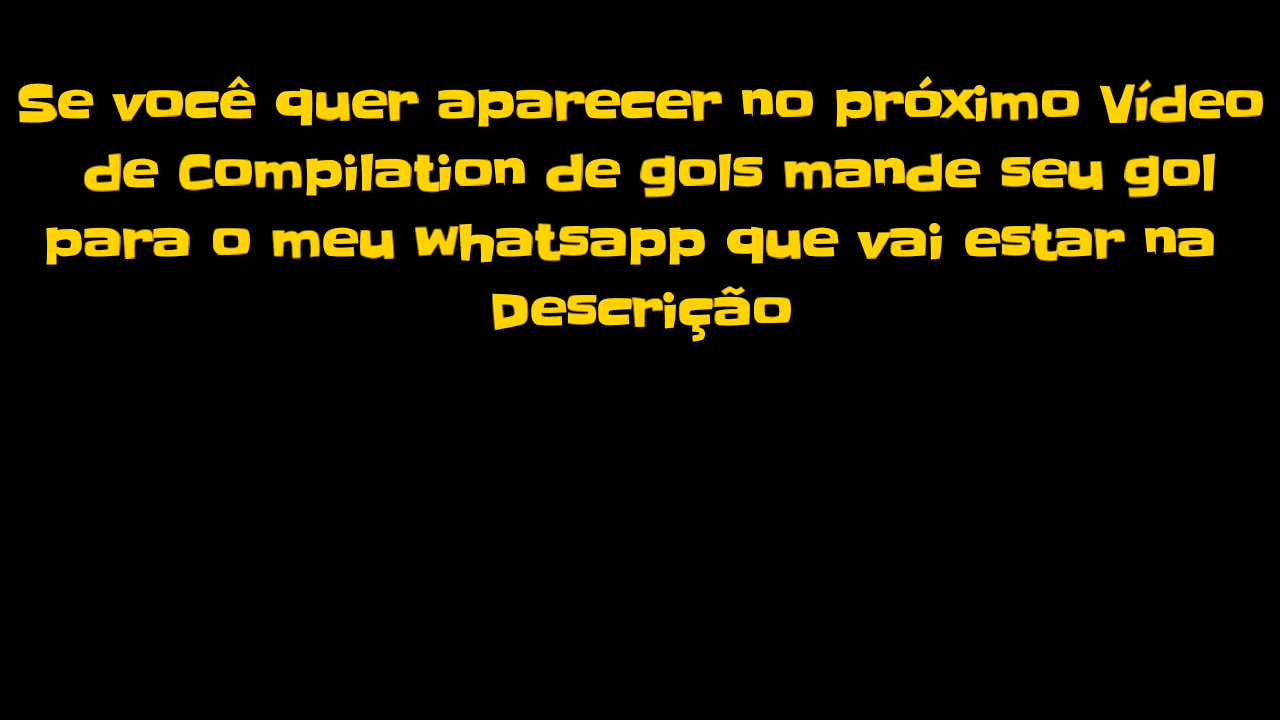 Se você quer aparecer no próximo Vídeo
de Compilation de gols mande seu gol
para o meu whatsapp que vai estar na
Descrição